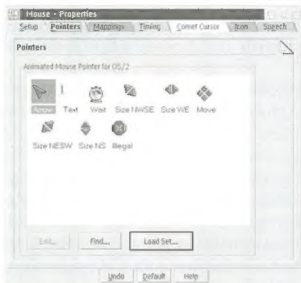 Mouse - Properties
Setup Pointers Mappings Timing Comet Cursor Icon Speech
Pointers
Animated Mouse Pointer for OS/2
Arrow Text Wait Size NWSE Size WE Move
Size NESW Size NS Illegal
Edit... Find... Load Set...
Undo Default Help